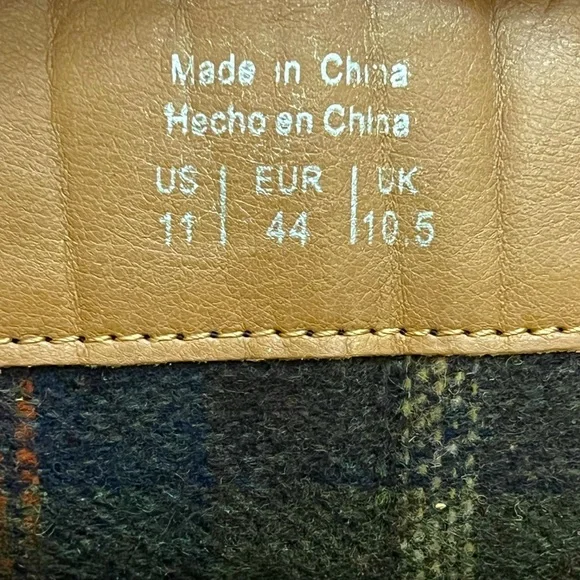 Made in China
Hecho en China
US | EUR | UK
11 | 44 | 10.5